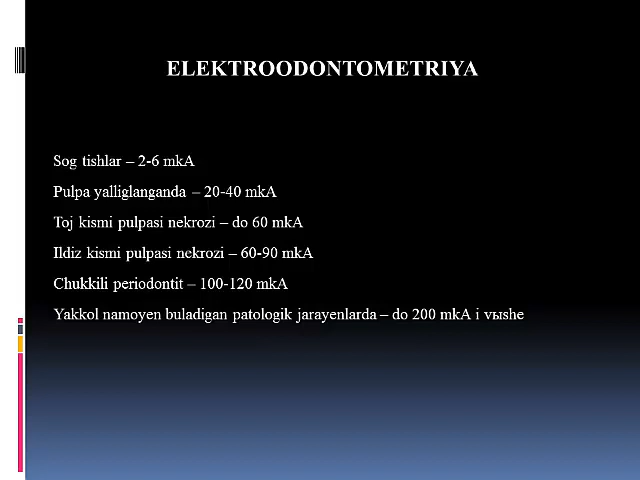 ELEKTROODONTOMETRIYA
Sog tishlar – 2-6 mkA
Pulpa yalliglanganda – 20-40 mkA
Toj kismi pulpasi nekrozi – do 60 mkA
Ildiz kismi pulpasi nekrozi – 60-90 mkA
Chukkili periodontit – 100-120 mkA
Yakkol namoyen buladigan patologik jarayenlarda – do 200 mkA i vыshe